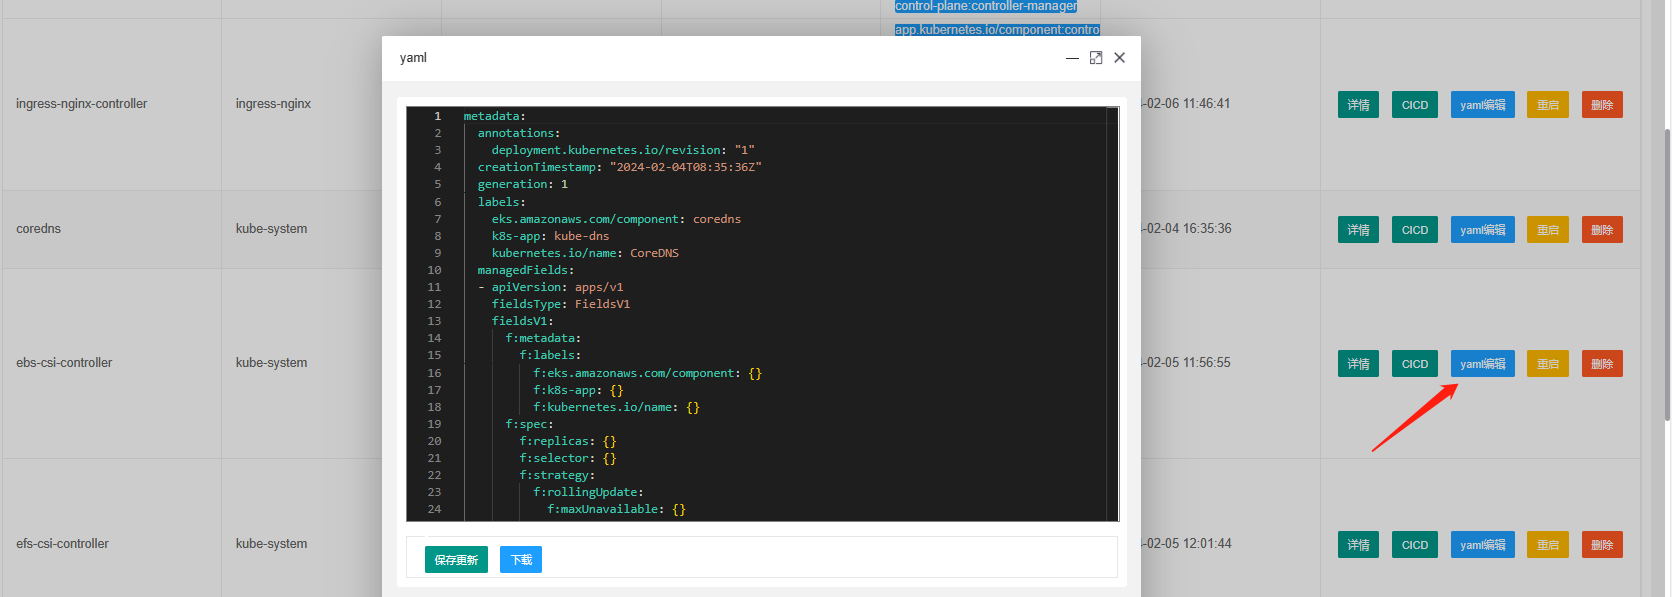 control-plane:controller-manager
app.kubernetes.io/component:contro
yaml
ingress-nginx-controller ingress-nginx -02-06 11:46:41 详情 CICD yaml编辑 重启 删除
1 metadata:
2 annotations:
3 deployment.kubernetes.io/revision: "1"
4 creationTimestamp: "2024-02-04T08:35:36Z"
5 generation: 1
6 labels:
7 eks.amazonaws.com/component: coredns
8 k8s-app: kube-dns
9 kubernetes.io/name: CoreDNS
10 managedFields:
11 - apiVersion: apps/v1
12 fieldsType: FieldsV1
13 fieldsV1:
14 f:metadata:
15 f:labels:
16 f:eks.amazonaws.com/component: {}
17 f:k8s-app: {}
18 f:kubernetes.io/name: {}
19 f:spec:
20 f:replicas: {}
21 f:selector: {}
22 f:strategy:
23 f:rollingUpdate:
24 f:maxUnavailable: {}
保存更新 下载
coredns kube-system -02-04 16:35:36 详情 CICD yaml编辑 重启 删除
ebs-csi-controller kube-system -02-05 11:56:55 详情 CICD yaml编辑 重启 删除
efs-csi-controller kube-system -02-05 12:01:44 详情 CICD yaml编辑 重启 删除